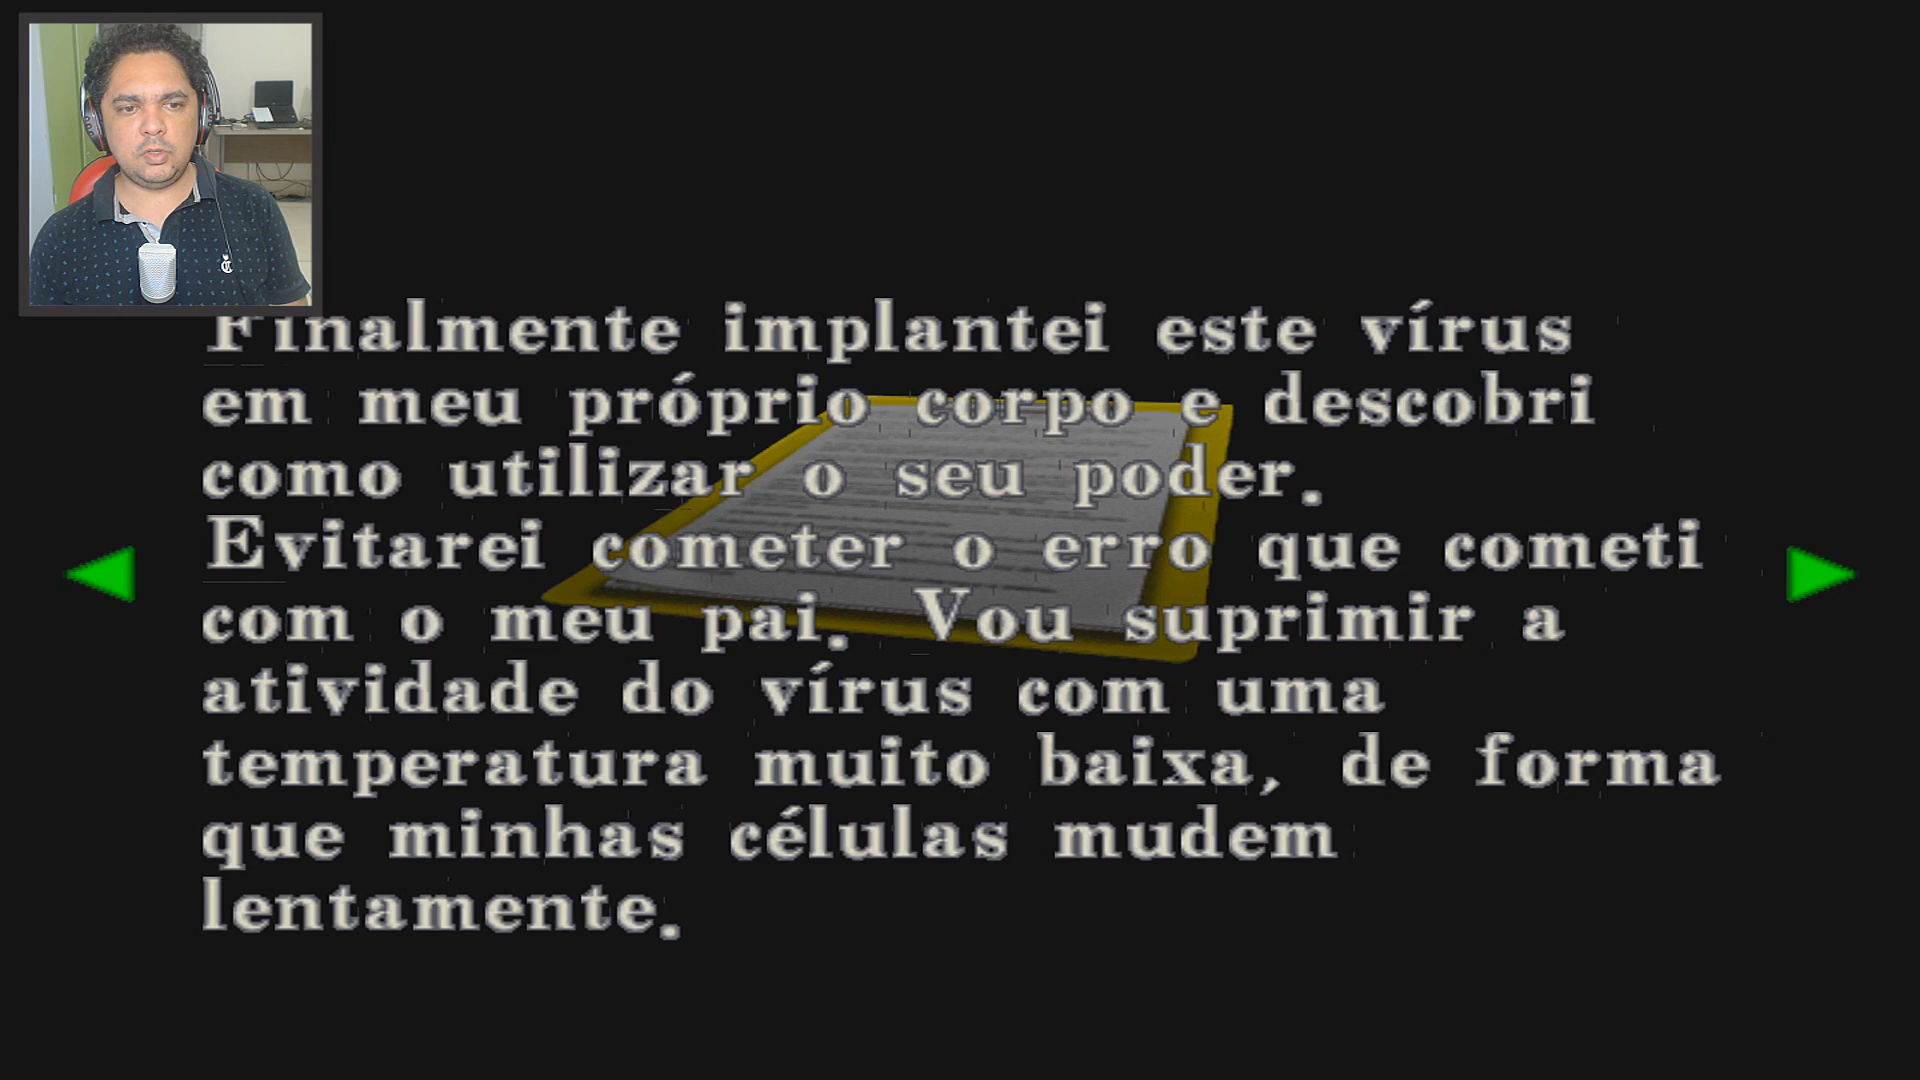 Finalmente implantei este vírus
em meu próprio corpo e descobri
como utilizar o seu poder.
Evitarei cometer o erro que cometi
com o meu pai. Vou suprimir a
atividade do vírus com uma
temperatura muito baixa, de forma
que minhas células mudem
lentamente.